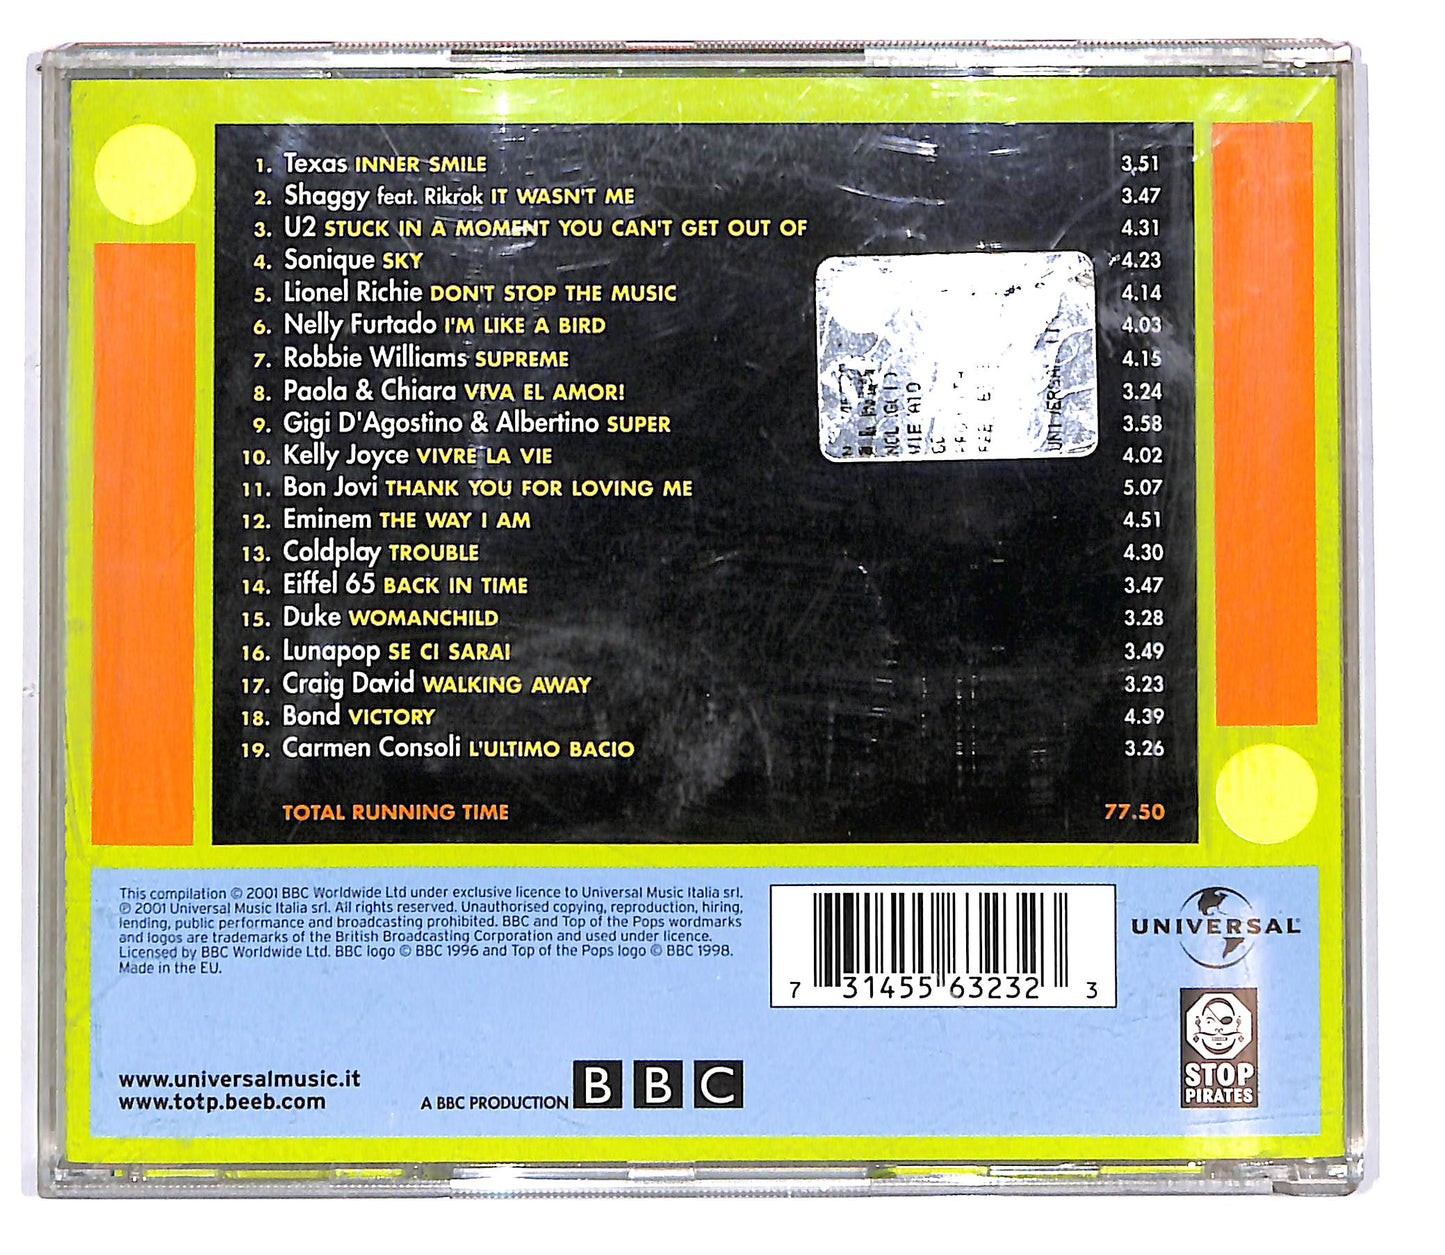 1. Texas INNER SMILE 3.51
2. Shaggy feat. Rikrok IT WASN'T ME 3.47
3. U2 STUCK IN A MOMENT YOU CAN'T GET OUT OF 4.31
4. Sonique SKY 4.23
5. Lionel Richie DON'T STOP THE MUSIC 4.14
6. Nelly Furtado I'M LIKE A BIRD 4.03
7. Robbie Williams SUPREME 4.15
8. Paola & Chiara VIVA EL AMOR! 3.24
9. Gigi D'Agostino & Albertino SUPER 3.58
10. Kelly Joyce VIVRE LA VIE 4.02
11. Bon Jovi THANK YOU FOR LOVING ME 5.07
12. Eminem THE WAY I AM 4.51
13. Coldplay TROUBLE 4.30
14. Eiffel 65 BACK IN TIME 3.47
15. Duke WOMANCHILD 3.28
16. Lunapop SE CI SARAI 3.49
17. Craig David WALKING AWAY 3.23
18. Bond VICTORY 4.39
19. Carmen Consoli L'ULTIMO BACIO 3.26
TOTAL RUNNING TIME 77.50
This compilation © 2001 BBC Worldwide Ltd under exclusive licence to Universal Music Italia srl.
℗ 2001 Universal Music Italia srl. All rights reserved. Unauthorised copying, reproduction, hiring,
lending, public performance and broadcasting prohibited. BBC and Top of the Pops wordmarks
and logos are trademarks of the British Broadcasting Corporation and used under licence.
Licensed by BBC Worldwide Ltd. BBC logo © BBC 1996 and Top of the Pops logo © BBC 1998.
Made in the EU.
7 31455 63232 3
UNIVERSAL
STOP
PIRATES
www.universalmusic.it
www.totp.beeb.com
A BBC PRODUCTION BBC